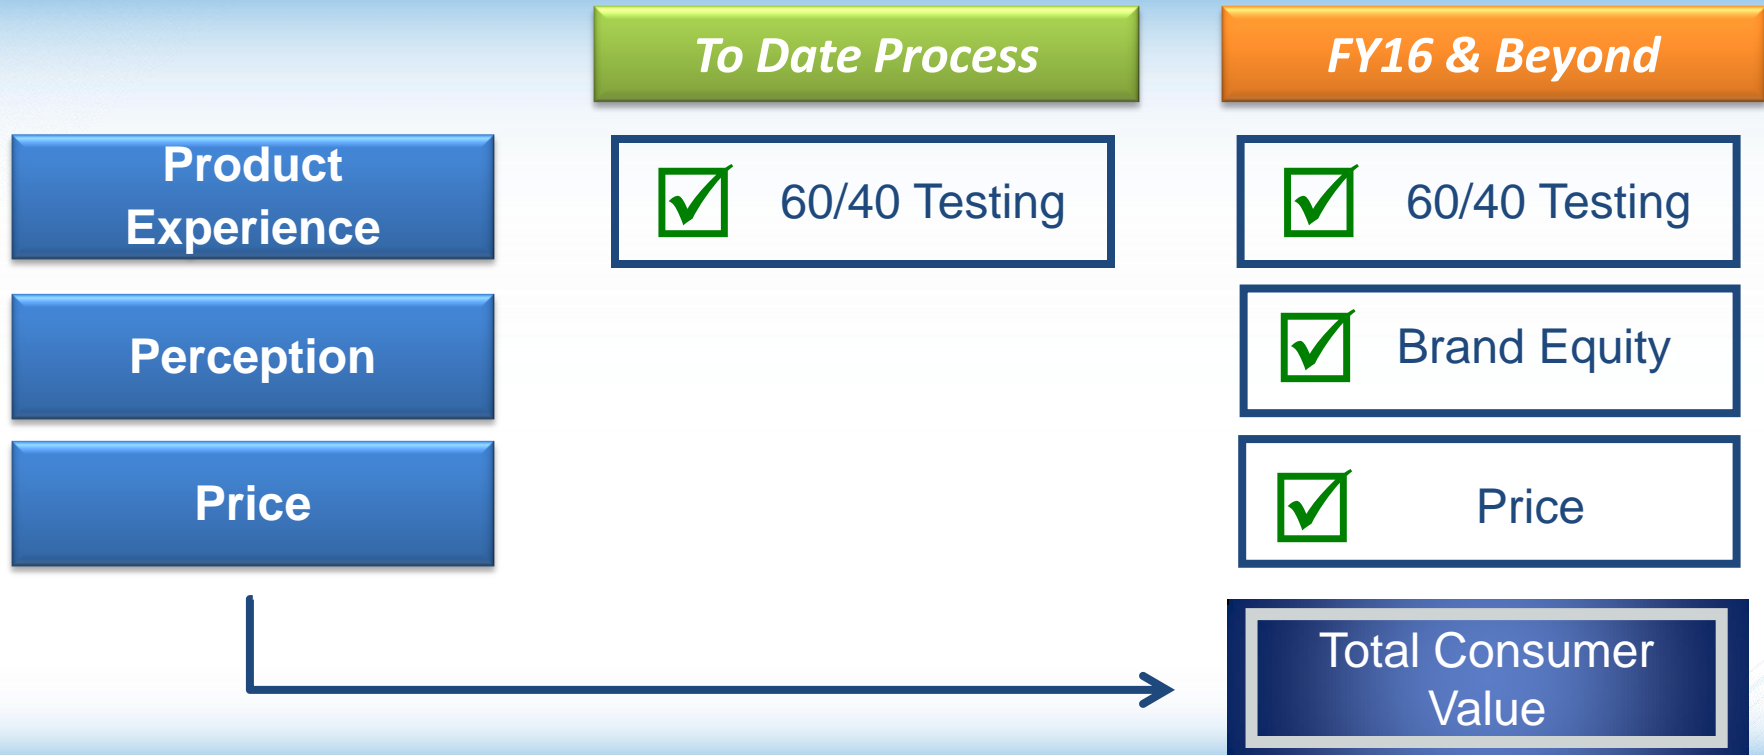 To Date Process
FY16 & Beyond
Product
Experience
60/40 Testing
60/40 Testing
Perception
Brand Equity
Price
Price
Total Consumer
Value